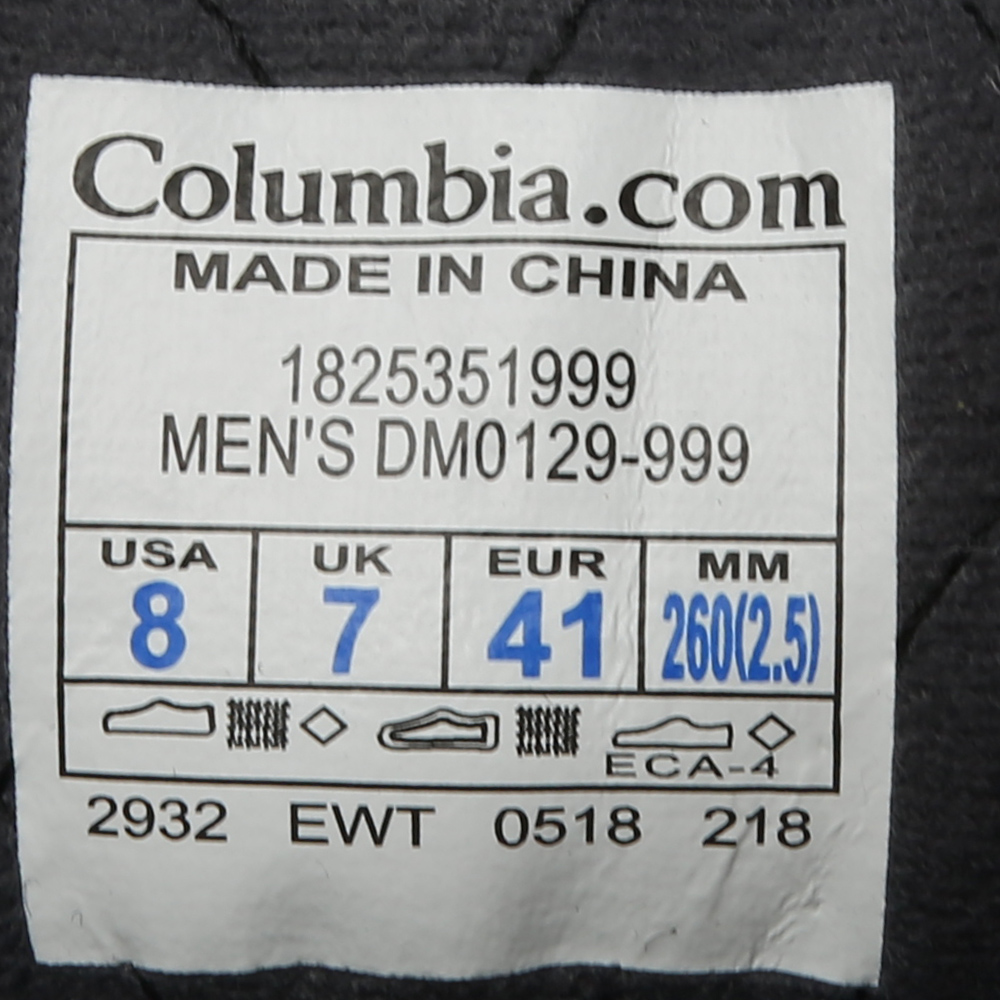 Columbia.com
MADE IN CHINA
1825351999
MEN'S DM0129-999
USA UK EUR MM
8 7 41 260(2.5)
ECA-4
2932 EWT 0518 218